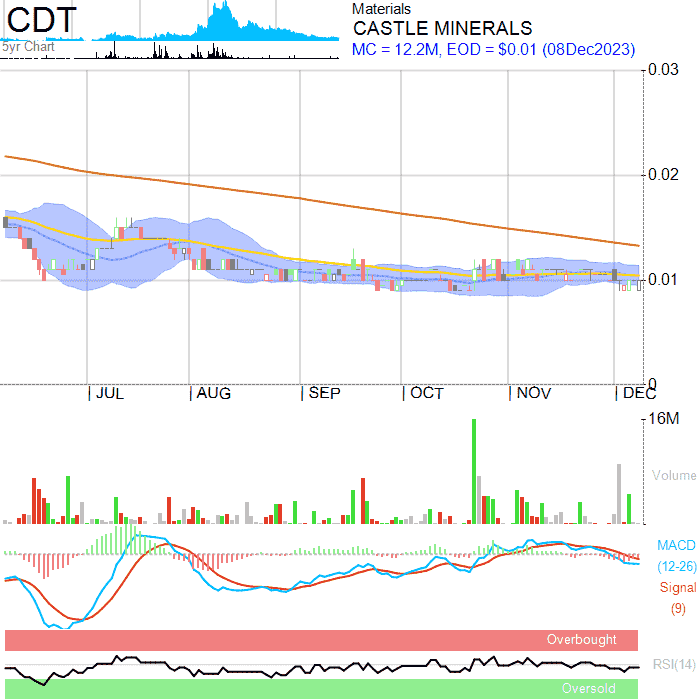 CDT
5yr Chart
Materials
CASTLE MINERALS
MC = 12.2M, EOD = $0.01 (08Dec2023)
0.03
0.02
0.01
0
JUL AUG SEP OCT NOV DEC
16M
Volume
MACD
(12-26)
Signal
(9)
Overbought
RSI(14)
Oversold